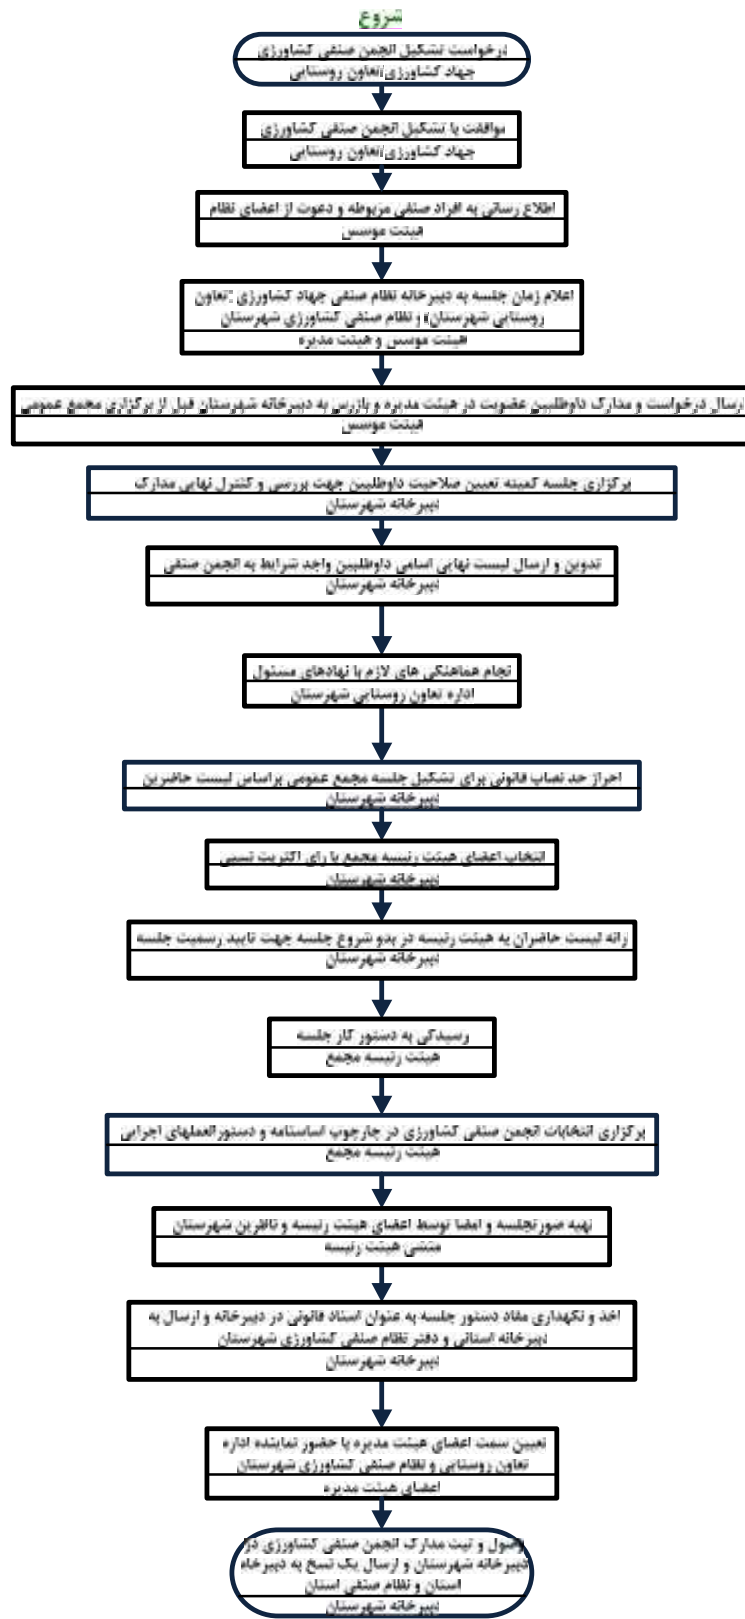 شروع
درخواست تشکیل انجمن صنفی کشاورزی
جهاد کشاورزی/تعاون روستایی
موافقت با تشکیل انجمن صنفی کشاورزی
جهاد کشاورزی/تعاون روستایی
اطلاع رسانی به افراد صنفی مربوطه و دعوت از اعضای نظام
هیئت موسس
اعلام زمان جلسه به دبیرخانه نظام صنفی جهاد کشاورزی (تعاون
روستایی شهرستان) و نظام صنفی کشاورزی شهرستان
هیئت موسس و هیئت مدیره
ارسال درخواست و مدارک داوطلبین عضویت در هیئت مدیره و بازرس به دبیرخانه شهرستان قبل از برگزاری مجمع عمومی
هیئت موسس
برگزاری جلسه کمیته تعیین صلاحیت داوطلبین جهت بررسی و کنترل نهایی مدارک
دبیرخانه شهرستان
تدوین و ارسال لیست نهایی اسامی داوطلبین واجد شرایط به انجمن صنفی
دبیرخانه شهرستان
انجام هماهنگی های لازم با نهادهای مسئول
اداره تعاون روستایی شهرستان
احراز حد نصاب قانونی برای تشکیل جلسه مجمع عمومی براساس لیست حاضرین
دبیرخانه شهرستان
انتخاب اعضای هیئت رئیسه مجمع با رای اکثریت نسبی
دبیرخانه شهرستان
ارائه لیست حاضران به هیئت رئیسه در بدو شروع جلسه جهت تایید رسمیت جلسه
دبیرخانه شهرستان
رسیدگی به دستور کار جلسه
هیئت رئیسه مجمع
برگزاری انتخابات انجمن صنفی کشاورزی در چارچوب اساسنامه و دستورالعملهای اجرایی
هیئت رئیسه مجمع
تهیه صورتجلسه و امضا توسط اعضای هیئت رئیسه و ناظرین شهرستان
منشی هیئت رئیسه
اخذ و نگهداری مفاد دستور جلسه به عنوان اسناد قانونی در دبیرخانه و ارسال به
دبیرخانه استانی و دفتر نظام صنفی کشاورزی شهرستان
دبیرخانه شهرستان
تعیین سمت اعضای هیئت مدیره با حضور نماینده اداره
تعاون روستایی و نظام صنفی کشاورزی شهرستان
اعضای هیئت مدیره
وصول و ثبت مدارک انجمن صنفی کشاورزی در
دبیرخانه شهرستان و ارسال یک نسخ به دبیرخانه
استان و نظام صنفی استان
دبیرخانه شهرستان